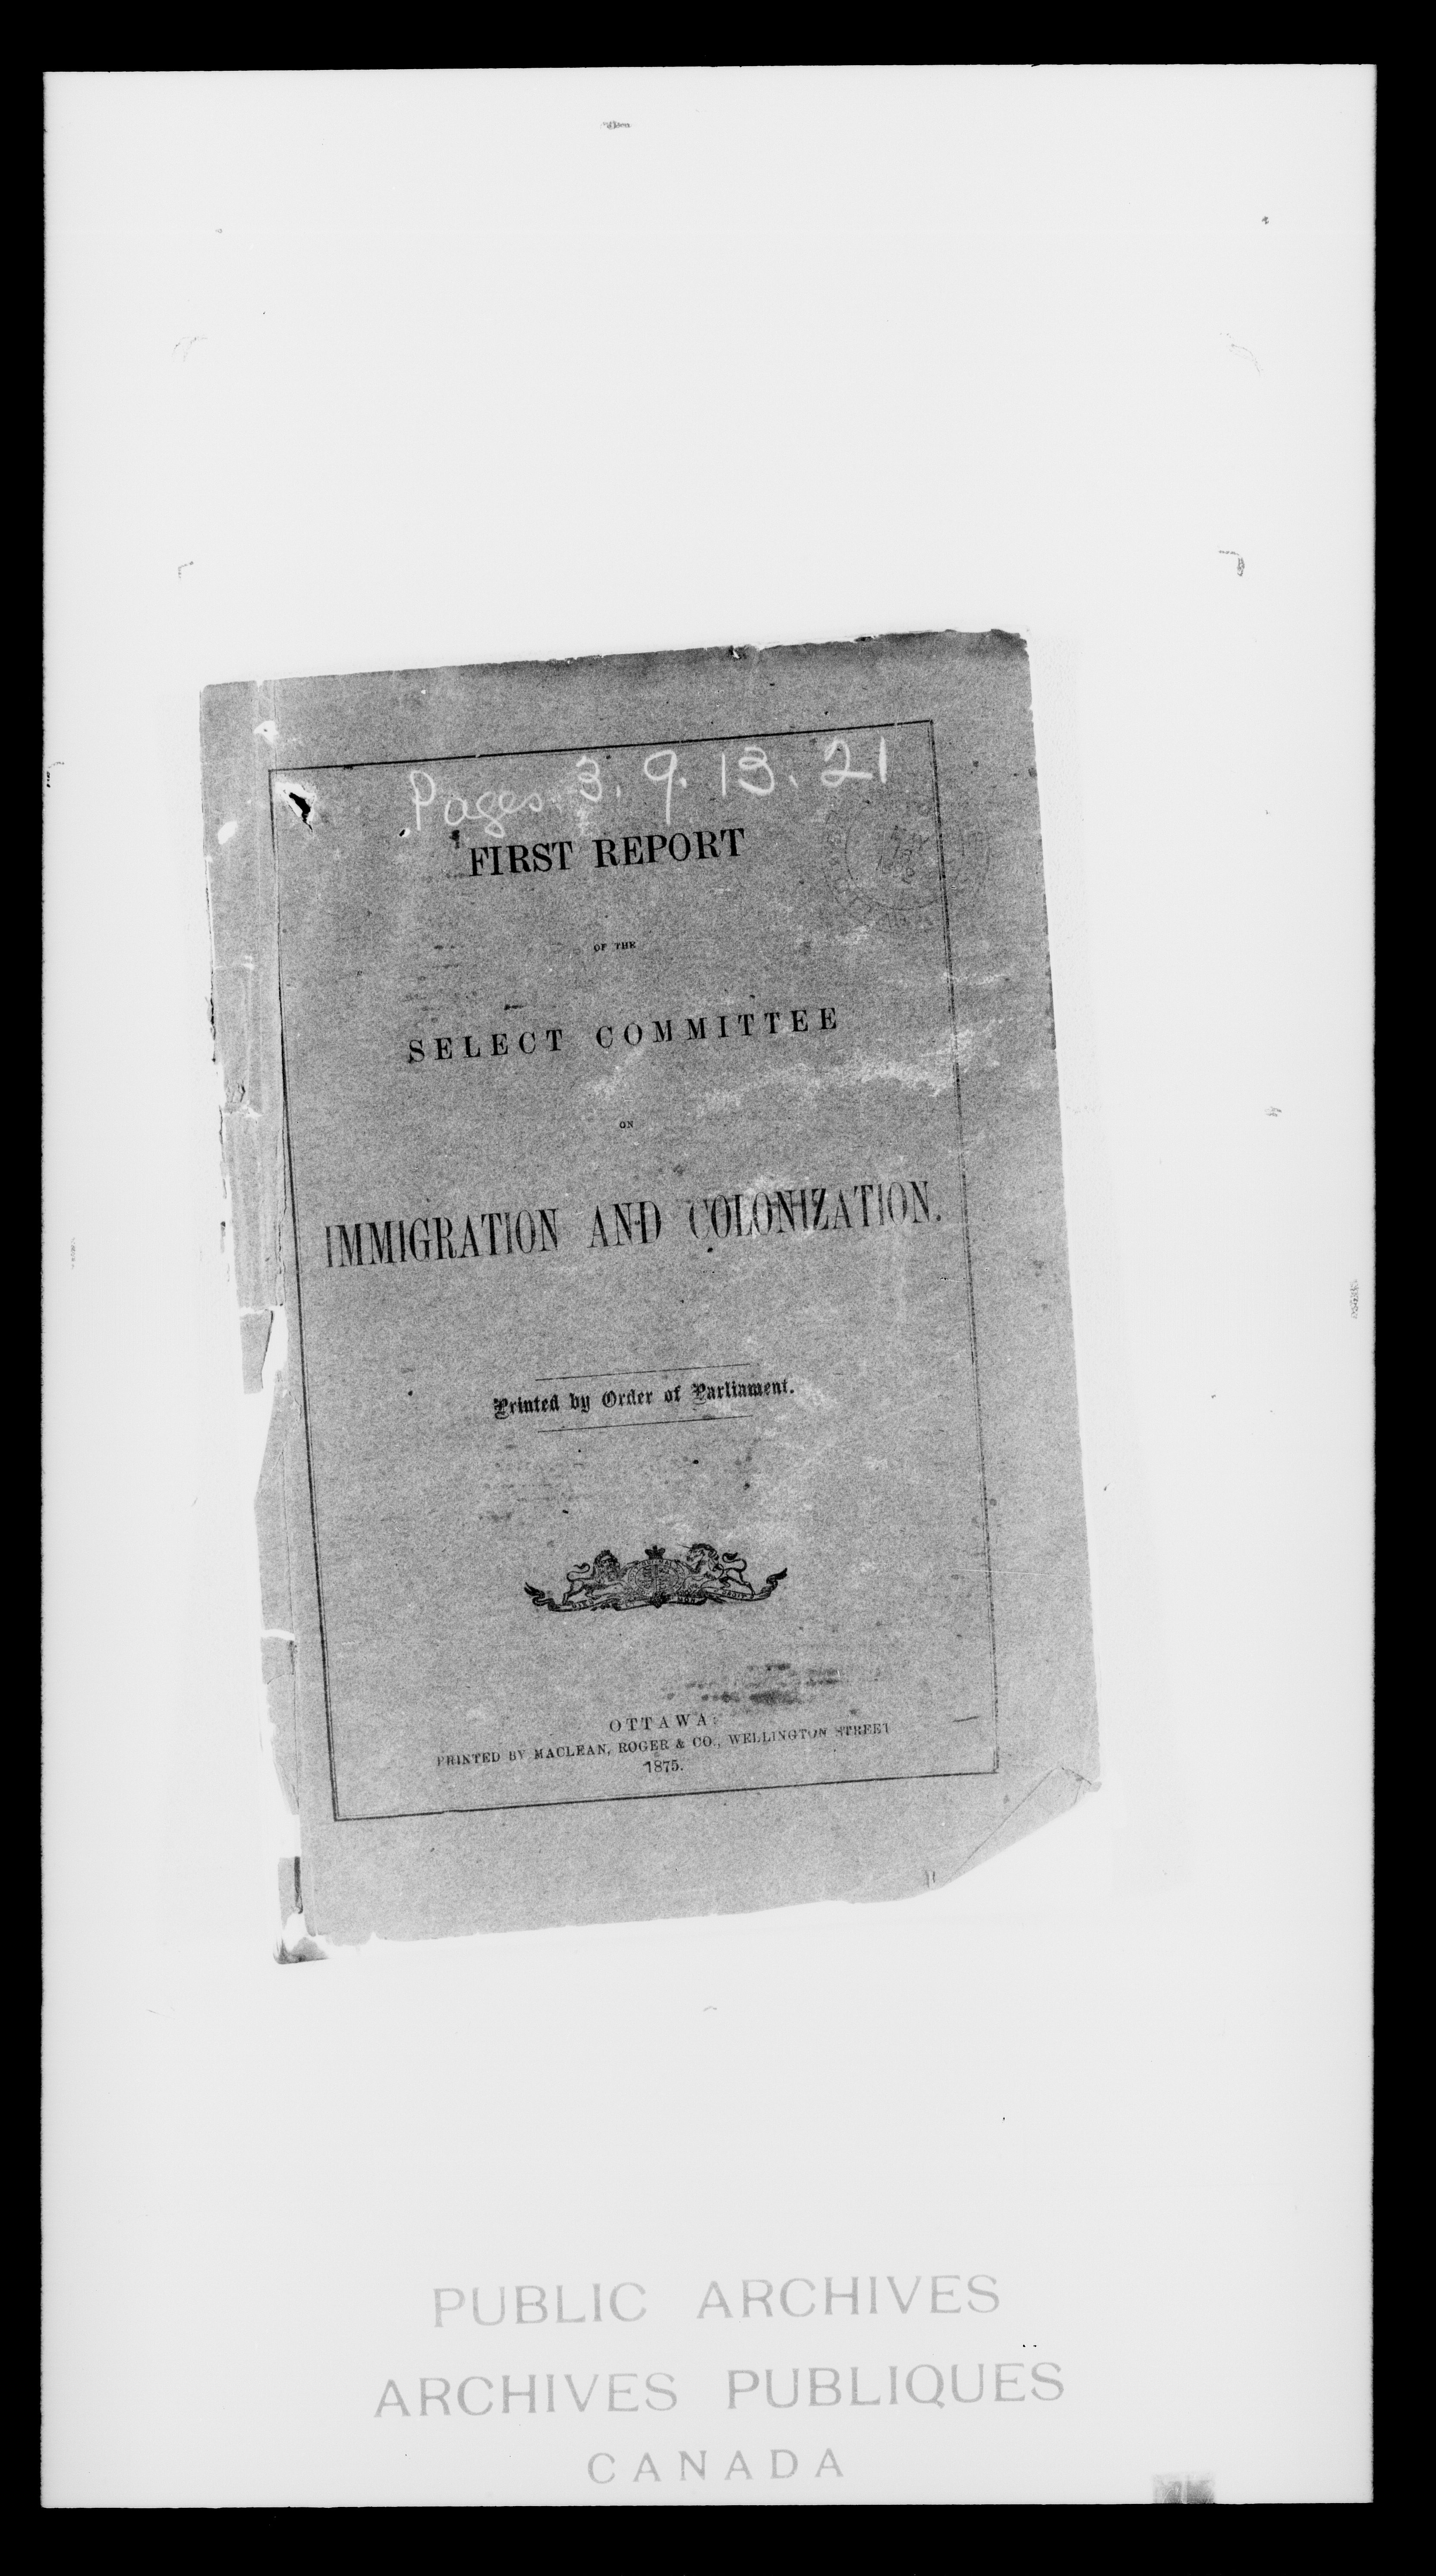 Pages 3. 9. 13. 21
FIRST REPORT
OF THE
SELECT COMMITTEE
ON
IMMIGRATION AND COLONIZATION.
Printed by Order of Parliament.
OTTAWA:
PRINTED BY MACLEAN, ROGER & CO., WELLINGTON STREET
1875.
PUBLIC ARCHIVES
ARCHIVES PUBLIQUES
CANADA